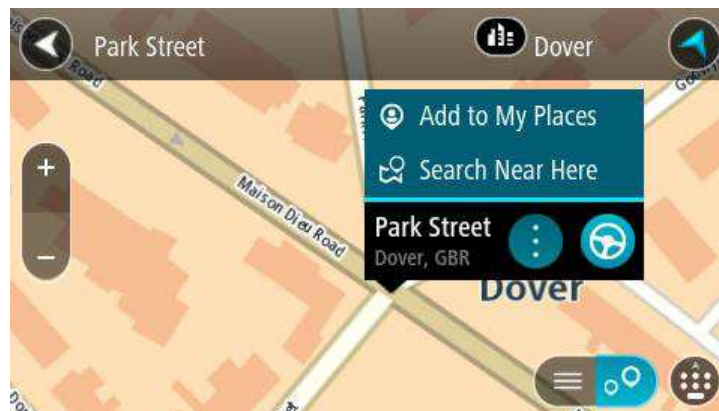 Park Street
Dover
Add to My Places
Search Near Here
Park Street
Dover, GBR
Maison Dieu Road
Dover
Road